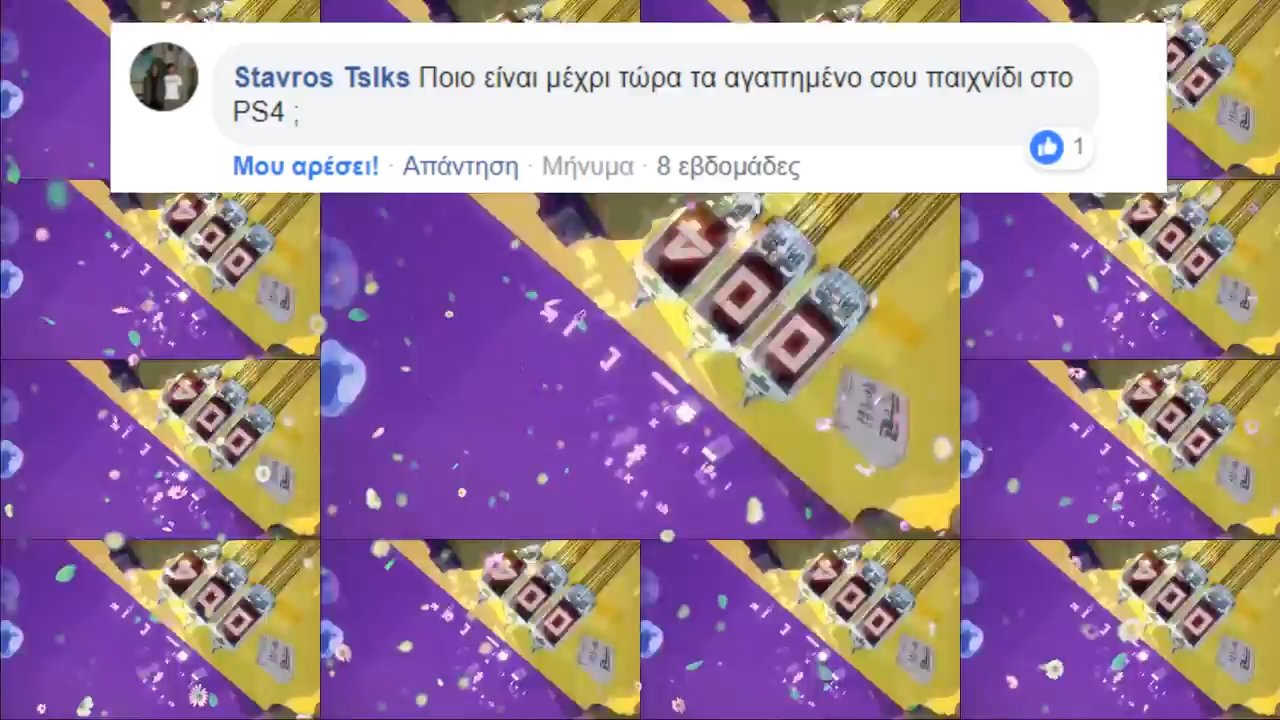 Stavros Tslks Ποιο είναι μέχρι τώρα τα αγαπημένο σου παιχνίδι στο
PS4 ;
1
Μου αρέσει! · Απάντηση · Μήνυμα · 8 εβδομάδες